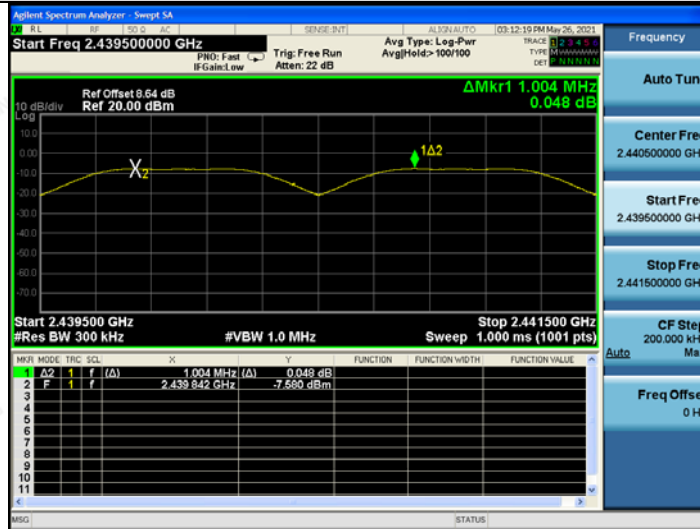 Agilent Spectrum Analyzer - Swept SA
RL RF 50 Ω AC SENSE:INT ALIGN AUTO 03:12:19 PM May 26, 2021
Start Freq 2.439500000 GHz
PNO: Fast
IFGain:Low
Trig: Free Run
Atten: 22 dB
Avg Type: Log-Pwr
Avg|Hold:> 100/100
TRACE 1 2 3 4 5 6
TYPE M
DET P N N N N N
ΔMkr1 1.004 MHz
0.048 dB
Ref Offset 8.64 dB
10 dB/div Ref 20.00 dBm
Log
10.0
0.00
-10.0
-20.0
-30.0
-40.0
-50.0
-60.0
-70.0
1Δ2
X2
Start 2.439500 GHz Stop 2.441500 GHz
#Res BW 300 kHz #VBW 1.0 MHz Sweep 1.000 ms (1001 pts)
MKR MODE TRC SCL X Y FUNCTION FUNCTION WIDTH FUNCTION VALUE
1 Δ2 1 f (Δ) 1.004 MHz (Δ) 0.048 dB
2 F 1 f 2.439 842 GHz -7.580 dBm
3
4
5
6
7
8
9
10
11
MSG STATUS
Frequency
Auto Tun
Center Fre
2.440500000 GH
Start Fre
2.439500000 GH
Stop Fre
2.441500000 GH
CF Ste
200.000 kH
Auto Ma
Freq Offse
0 H